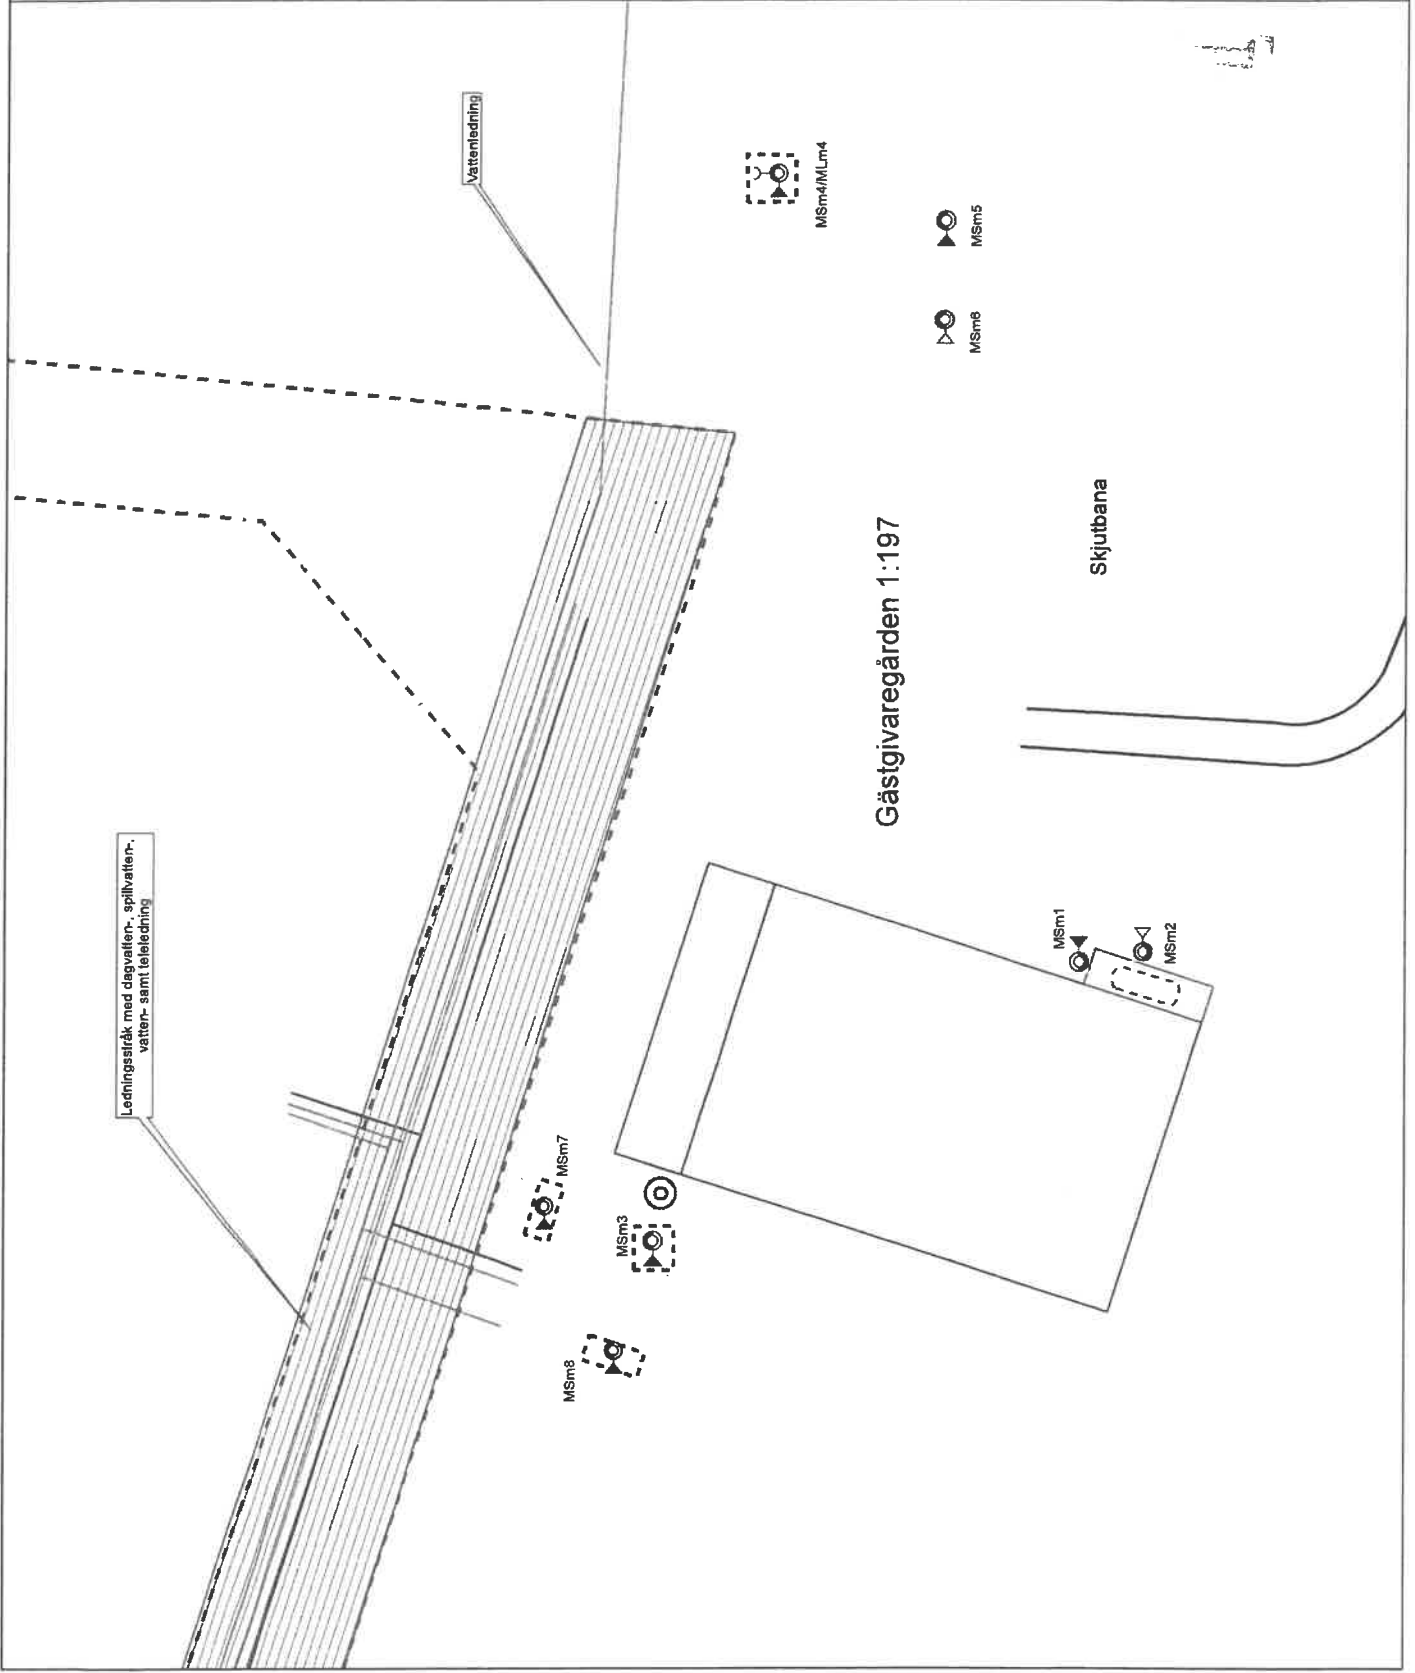 Ledningsstråk med dagvatten-, spillvatten-,
vatten- samt teleledning
Vattenledning
MSm4/MLm4
MSm5
MSm6
Gästgivaregården 1:197
Skjutbana
MSm1
MSm2
MSm7
MSm3
MSm8